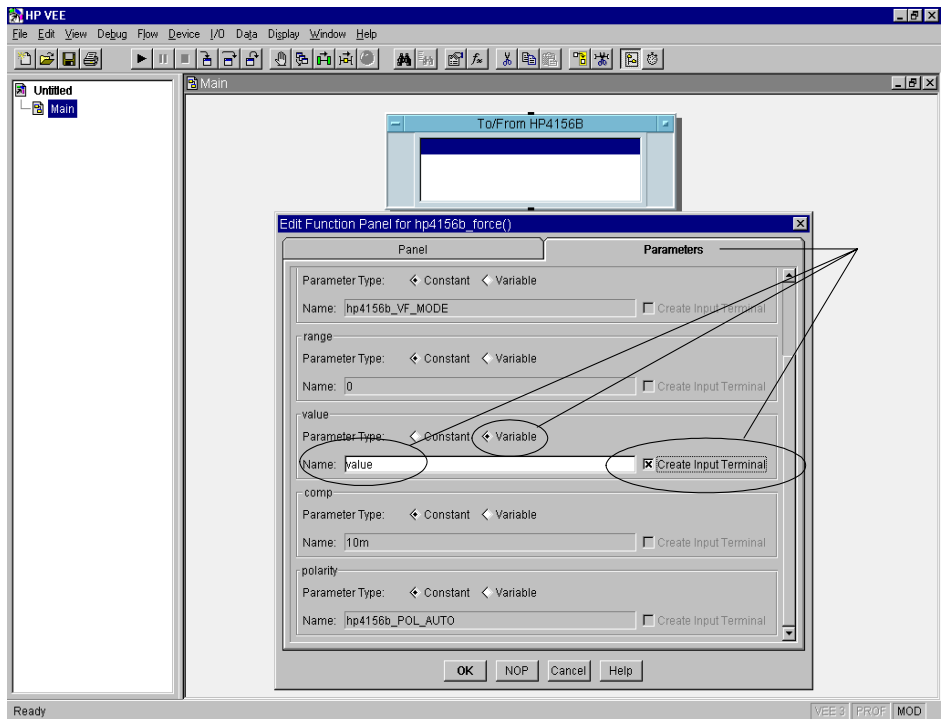 HP VEE
File Edit View Debug Flow Device I/O Data Display Window Help
Untitled
Main
Main
To/From HP4156B
Edit Function Panel for hp4156b_force()
Panel Parameters
Parameter Type: Constant Variable
Name: hp4156b_VF_MODE Create Input Terminal
range
Parameter Type: Constant Variable
Name: 0 Create Input Terminal
value
Parameter Type: Constant Variable
Name: value Create Input Terminal
comp
Parameter Type: Constant Variable
Name: 10m Create Input Terminal
polarity
Parameter Type: Constant Variable
Name: hp4156b_POL_AUTO Create Input Terminal
OK NOP Cancel Help
Ready VEE 3 PROF MOD